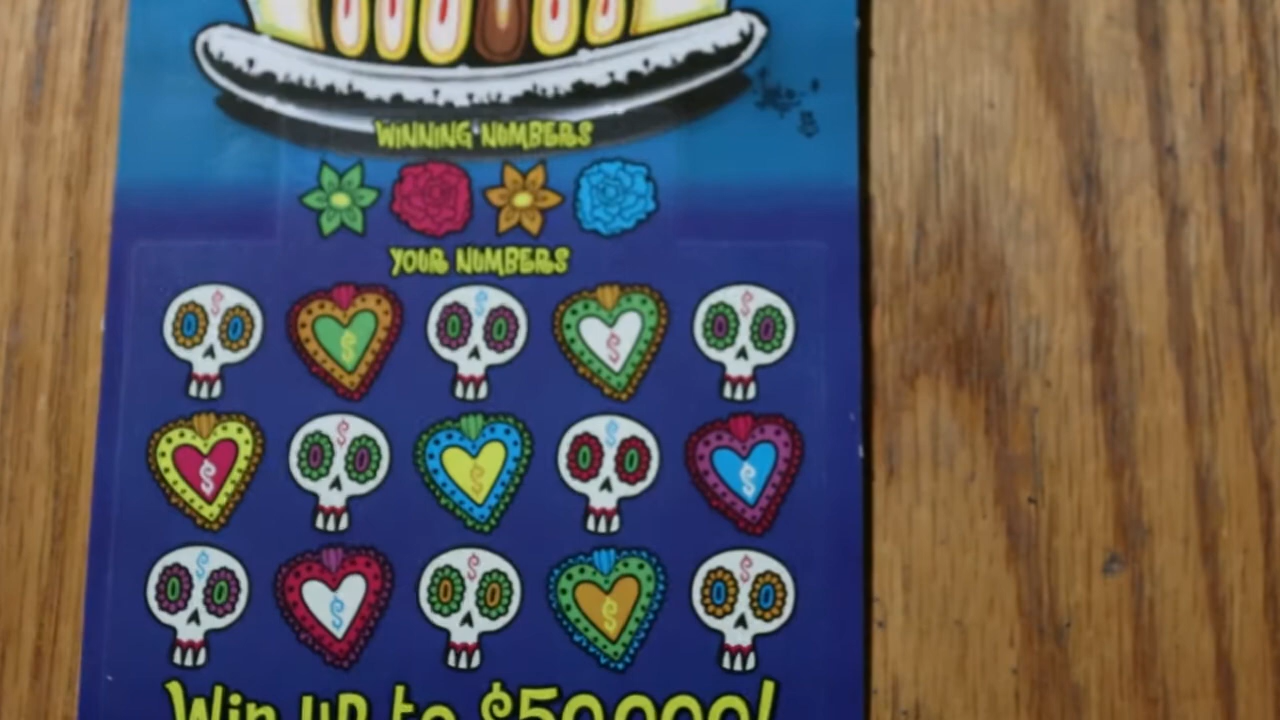 WINNING NUMBERS
YOUR NUMBERS
$ $ $ $ $
$ $ $ $ $
$ $ $ $ $
Win up to $50,000!